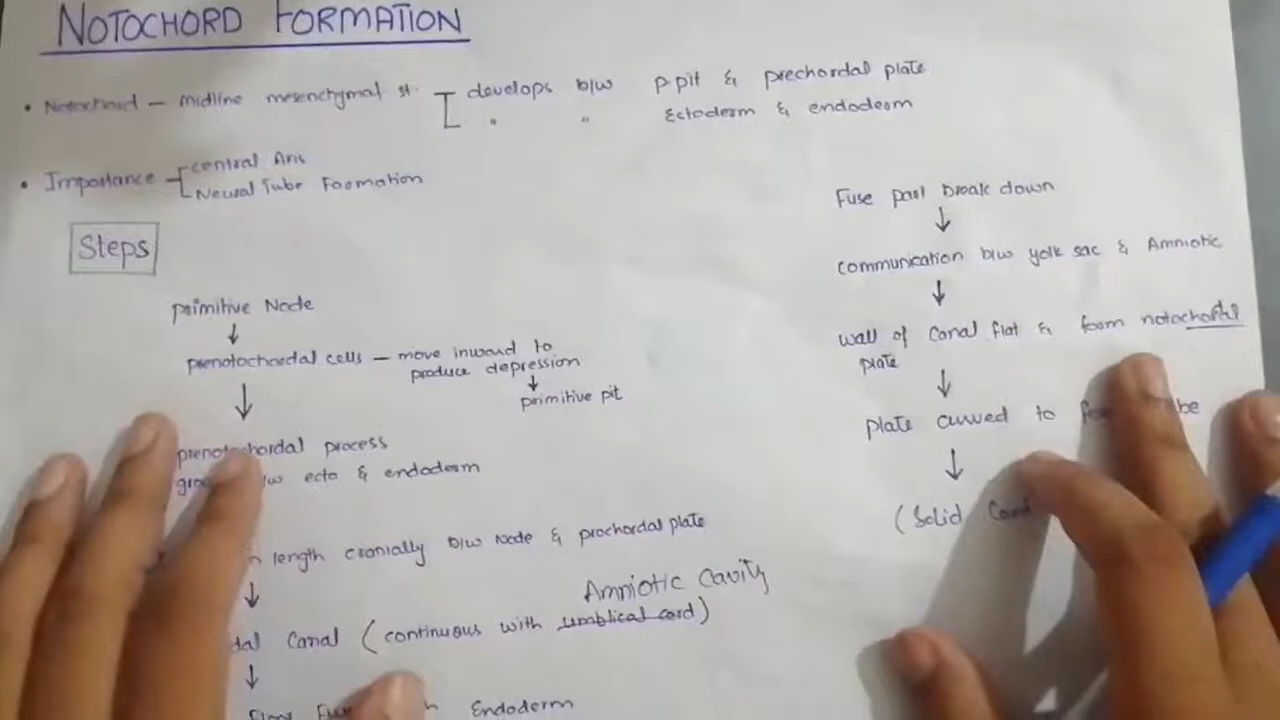 NOTOCHORD FORMATION
• Notochord – midline mesenchymal st. [ develops b/w p.pit & prechordal plate
" " Ectoderm & endoderm
• Importance – central Axis
Neural Tube Formation
Steps
primitive Node
↓
prenotochordal cells – move inward to
produce depression
↓
primitive pit
↓
prenotochordal process
b/w ecto & endoderm
length cranially b/w Node & prochordal plate
↓
Amniotic Cavity
Canal (continuous with umblical cord)
↓
Endoderm
Fuse part break down
↓
communication b/w yolk sac & Amniotic
↓
wall of Canal flat & form notochordal
plate
↓
plate curved to
↓
(Solid